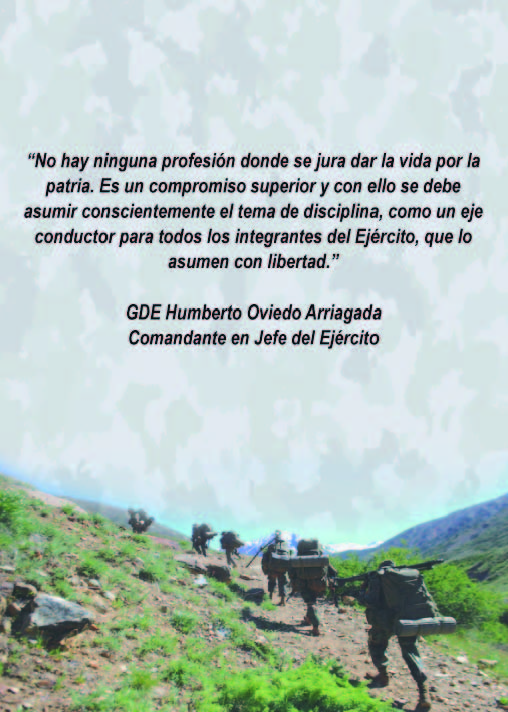 “No hay ninguna profesión donde se jura dar la vida por la
patria. Es un compromiso superior y con ello se debe
asumir conscientemente el tema de disciplina, como un eje
conductor para todos los integrantes del Ejército, que lo
asumen con libertad.”
GDE Humberto Oviedo Arriagada
Comandante en Jefe del Ejército